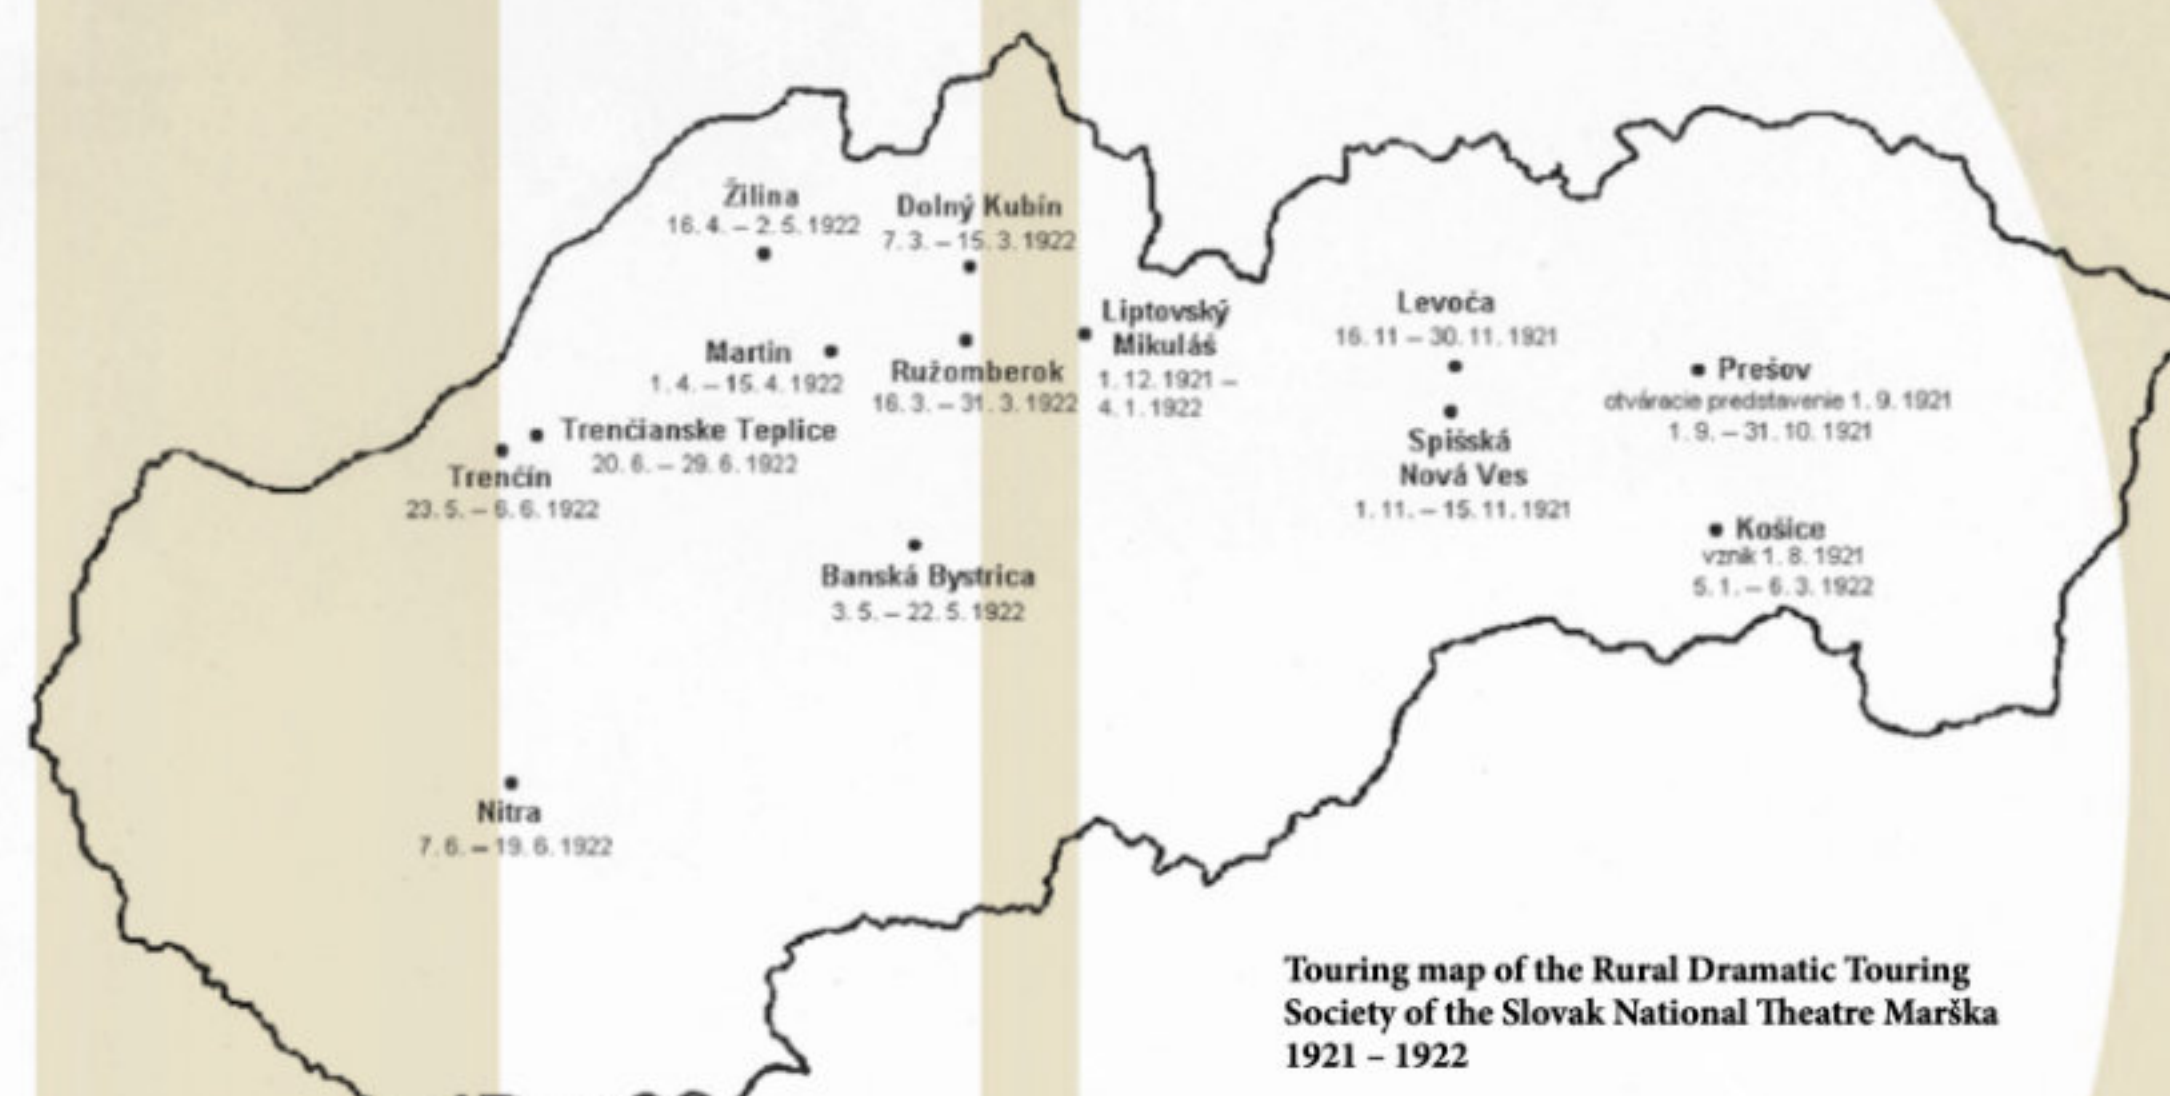 Žilina
16. 4. – 2. 5. 1922
Dolný Kubín
7. 3. – 15. 3. 1922
Liptovský
Mikuláš
1. 12. 1921 –
4. 1. 1922
Levoča
16. 11 – 30. 11. 1921
Martin
1. 4. – 15. 4. 1922
Ružomberok
16. 3. – 31. 3. 1922
Prešov
otváracie predstavenie 1. 9. 1921
1. 9. – 31. 10. 1921
Trenčianske Teplice
20. 6. – 29. 6. 1922
Trenčín
23. 5. – 6. 6. 1922
Spišská
Nová Ves
1. 11. – 15. 11. 1921
Košice
vznik 1. 8. 1921
5. 1. – 6. 3. 1922
Banská Bystrica
3. 5. – 22. 5. 1922
Nitra
7. 6. – 19. 6. 1922
Touring map of the Rural Dramatic Touring
Society of the Slovak National Theatre Marška
1921 – 1922